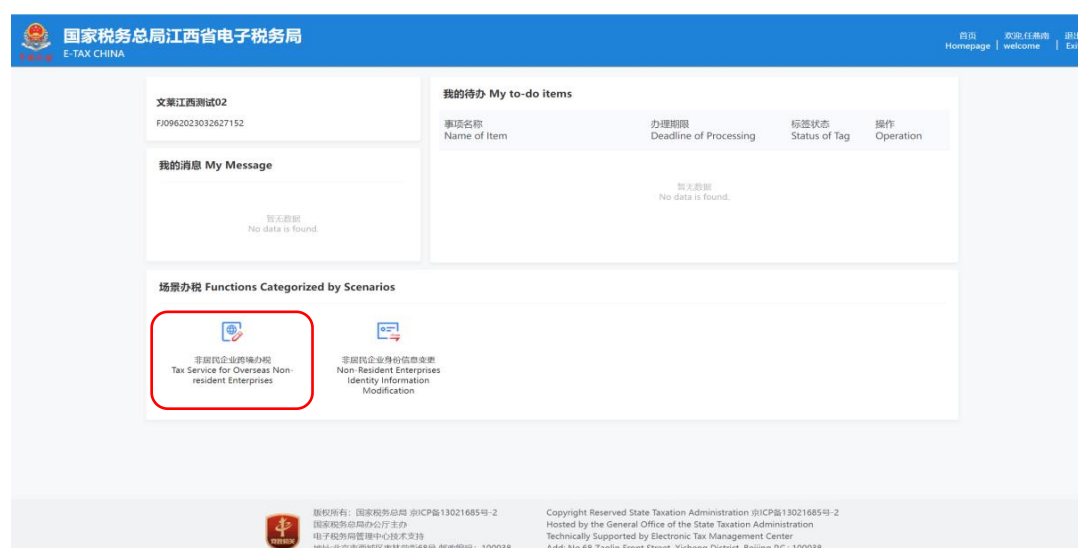 国家税务总局江西省电子税务局
E-TAX CHINA
首页
Homepage
欢迎,任燕南
welcome
退出
Exi
文莱江西测试02
FJ0962023032627152
我的消息 My Message
暂无数据
No data is found.
我的待办 My to-do items
事项名称
Name of Item
办理期限
Deadline of Processing
标签状态
Status of Tag
操作
Operation
暂无数据
No data is found.
场景办税 Functions Categorized by Scenarios
非居民企业跨境办税
Tax Service for Overseas Non-
resident Enterprises
非居民企业身份信息变更
Non-Resident Enterprises
Identity Information
Modification
版权所有：国家税务总局 京ICP备13021685号-2
国家税务总局办公厅主办
电子税务局管理中心技术支持
Copyright Reserved State Taxation Administration 京ICP备13021685号-2
Hosted by the General Office of the State Taxation Administration
Technically Supported by Electronic Tax Management Center